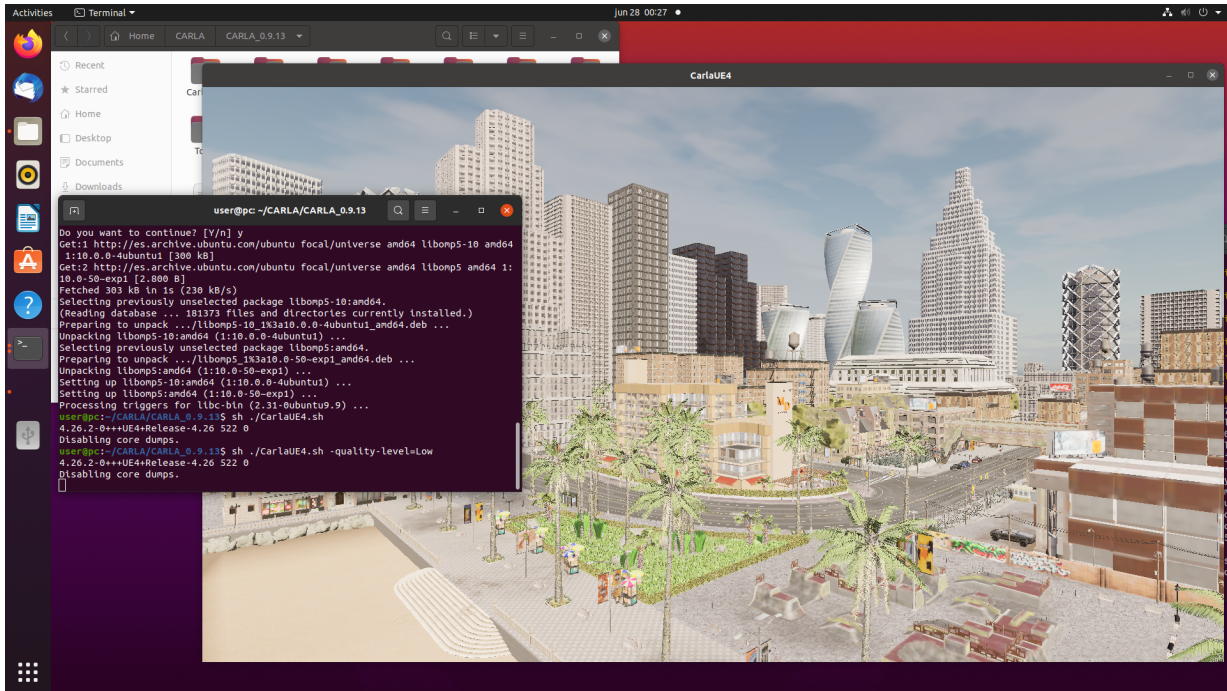 Activities
Terminal
jun 28 00:27
Home
CARLA
CARLA_0.9.13
Recent
Starred
Home
Desktop
Documents
Downloads
Car
To
CarlaUE4
user@pc: ~/CARLA/CARLA_0.9.13
Do you want to continue? [Y/n] y
Get:1 http://es.archive.ubuntu.com/ubuntu focal/universe amd64 libomp5-10 amd64
1:10.0.0-4ubuntu1 [300 kB]
Get:2 http://es.archive.ubuntu.com/ubuntu focal/universe amd64 libomp5 amd64 1:
10.0-50~exp1 [2.800 B]
Fetched 303 kB in 1s (230 kB/s)
Selecting previously unselected package libomp5-10:amd64.
(Reading database ... 181373 files and directories currently installed.)
Preparing to unpack .../libomp5-10_1%3a10.0.0-4ubuntu1_amd64.deb ...
Unpacking libomp5-10:amd64 (1:10.0.0-4ubuntu1) ...
Selecting previously unselected package libomp5:amd64.
Preparing to unpack .../libomp5_1%3a10.0-50~exp1_amd64.deb ...
Unpacking libomp5:amd64 (1:10.0-50~exp1) ...
Setting up libomp5-10:amd64 (1:10.0.0-4ubuntu1) ...
Setting up libomp5:amd64 (1:10.0-50~exp1) ...
Processing triggers for libc-bin (2.31-0ubuntu9.9) ...
user@pc:~/CARLA/CARLA_0.9.13$ sh ./CarlaUE4.sh
4.26.2-0+++UE4+Release-4.26 522 0
Disabling core dumps.
user@pc:~/CARLA/CARLA_0.9.13$ sh ./CarlaUE4.sh -quality-level=Low
4.26.2-0+++UE4+Release-4.26 522 0
Disabling core dumps.